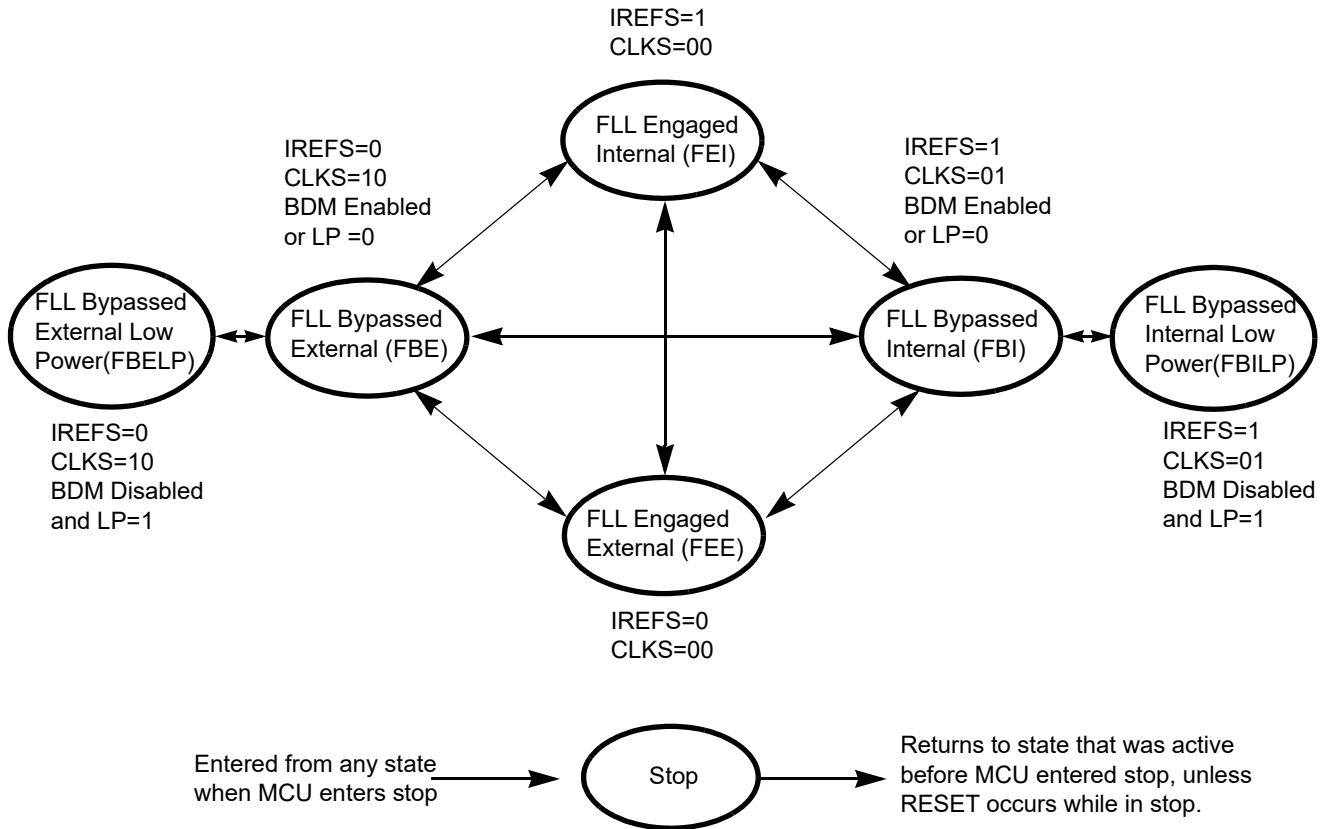 IREFS=1
CLKS=00
FLL Engaged
Internal (FEI)
IREFS=0
CLKS=10
BDM Enabled
or LP =0
IREFS=1
CLKS=01
BDM Enabled
or LP=0
FLL Bypassed
External Low
Power(FBELP)
FLL Bypassed
External (FBE)
FLL Bypassed
Internal (FBI)
FLL Bypassed
Internal Low
Power(FBILP)
IREFS=0
CLKS=10
BDM Disabled
and LP=1
IREFS=1
CLKS=01
BDM Disabled
and LP=1
FLL Engaged
External (FEE)
IREFS=0
CLKS=00
Entered from any state
when MCU enters stop
Stop
Returns to state that was active
before MCU entered stop, unless
RESET occurs while in stop.